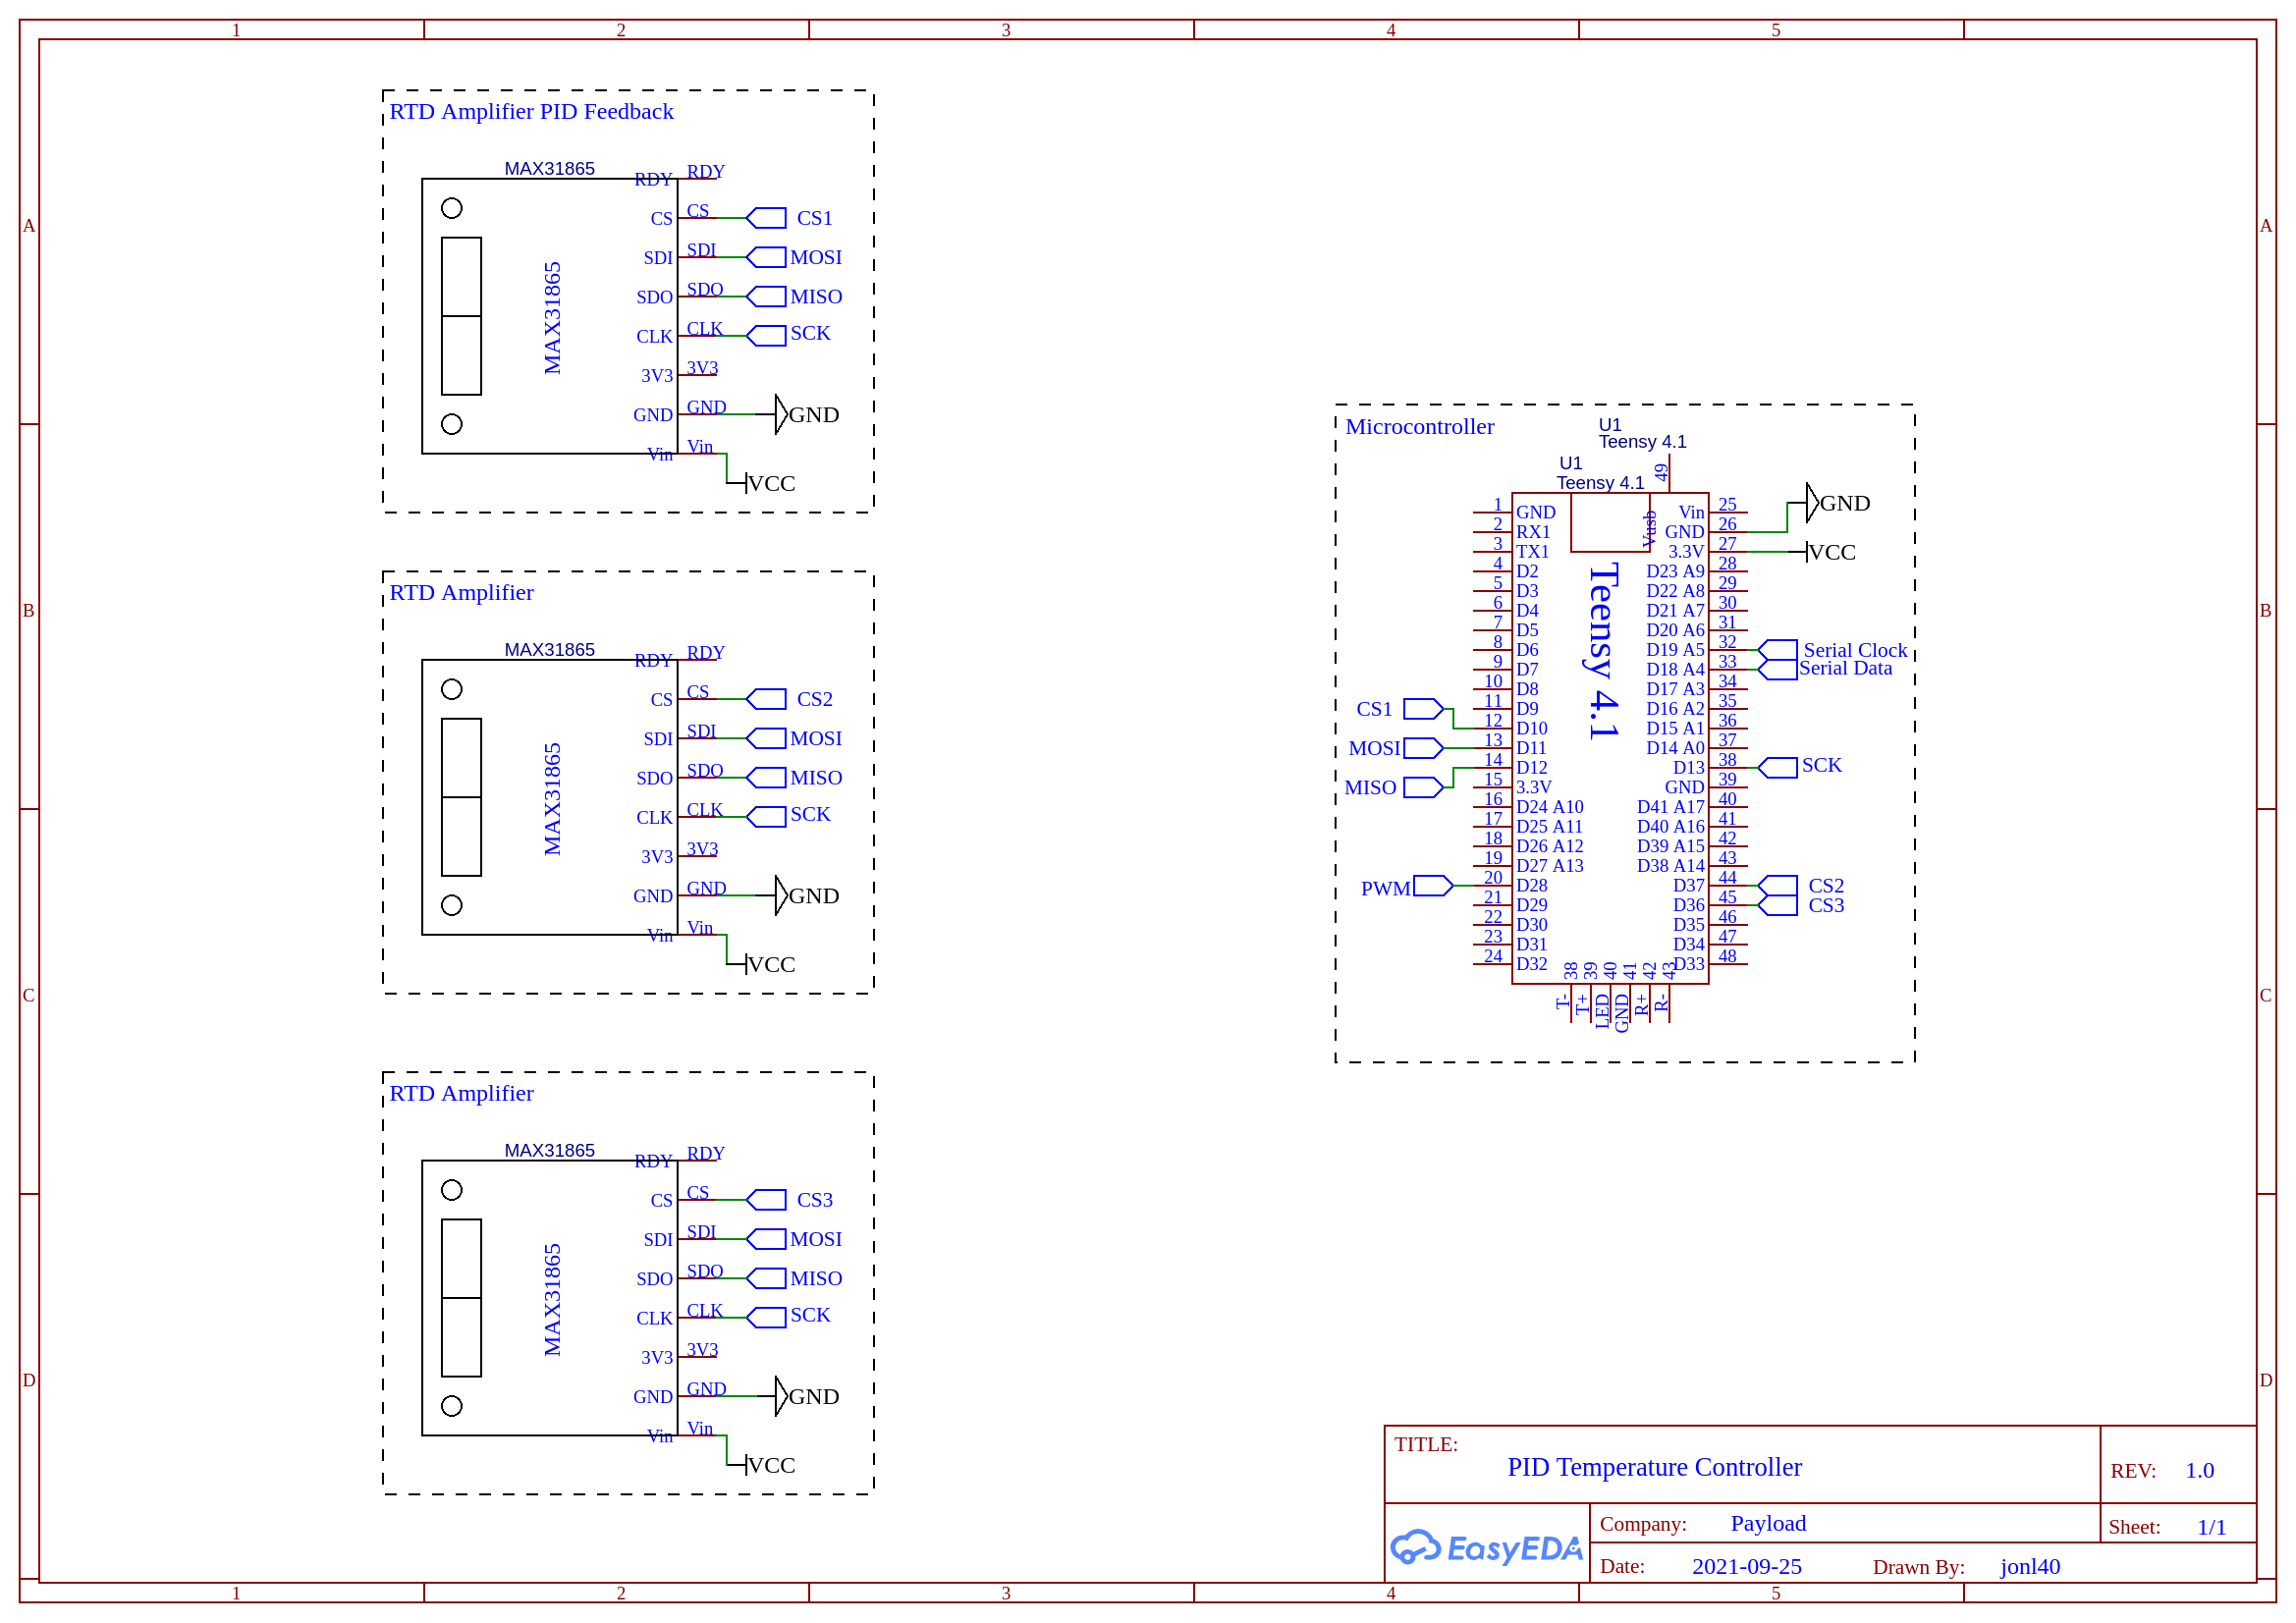 1 2 3 4 5
A
B
C
D
A
B
C
D
RTD Amplifier PID Feedback
MAX31865
MAX31865
RDY RDY
CS CS CS1
SDI SDI MOSI
SDO SDO MISO
CLK CLK SCK
3V3 3V3
GND GND GND
Vin Vin
VCC
RTD Amplifier
MAX31865
MAX31865
RDY RDY
CS CS CS2
SDI SDI MOSI
SDO SDO MISO
CLK CLK SCK
3V3 3V3
GND GND GND
Vin Vin
VCC
RTD Amplifier
MAX31865
MAX31865
RDY RDY
CS CS CS3
SDI SDI MOSI
SDO SDO MISO
CLK CLK SCK
3V3 3V3
GND GND GND
Vin Vin
VCC
Microcontroller
U1
Teensy 4.1
U1
Teensy 4.1
49
Vusb
Teensy 4.1
1 GND Vin 25
2 RX1 GND 26 GND
3 TX1 3.3V 27 VCC
4 D2 D23 A9 28
5 D3 D22 A8 29
6 D4 D21 A7 30
7 D5 D20 A6 31
8 D6 D19 A5 32 Serial Clock
9 D7 D18 A4 33 Serial Data
10 D8 D17 A3 34
CS1 11 D9 D16 A2 35
12 D10 D15 A1 36
MOSI 13 D11 D14 A0 37
14 D12 D13 38 SCK
MISO 15 3.3V GND 39
16 D24 A10 D41 A17 40
17 D25 A11 D40 A16 41
18 D26 A12 D39 A15 42
19 D27 A13 D38 A14 43
PWM 20 D28 D37 44 CS2
21 D29 D36 45 CS3
22 D30 D35 46
23 D31 D34 47
24 D32 D33 48
38 39 40 41 42 43
T- T+ LED GND R+ R-
TITLE:
PID Temperature Controller
REV: 1.0
EasyEDA
Company: Payload
Sheet: 1/1
Date: 2021-09-25 Drawn By: jonl40
1 2 3 4 5